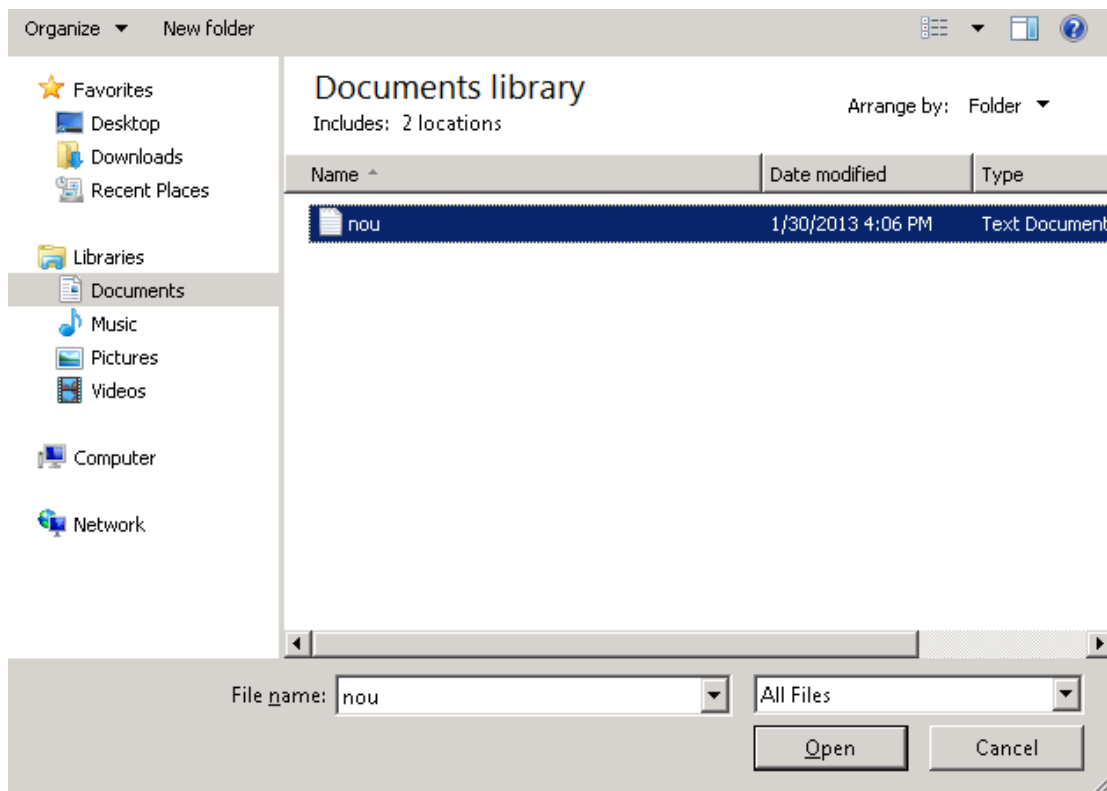 Organize New folder
Favorites
Desktop
Downloads
Recent Places
Libraries
Documents
Music
Pictures
Videos
Computer
Network
Documents library
Includes: 2 locations
Arrange by: Folder
Name Date modified Type
nou 1/30/2013 4:06 PM Text Document
File name: nou All Files
Open Cancel